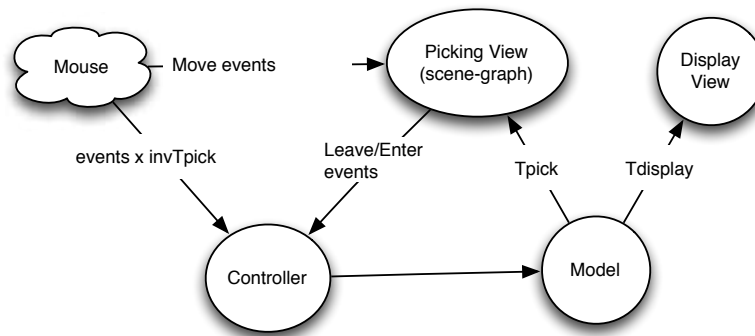 Mouse
Move events
Picking View
(scene-graph)
Display
View
events x invTpick
Leave/Enter
events
Tpick
Tdisplay
Controller
Model